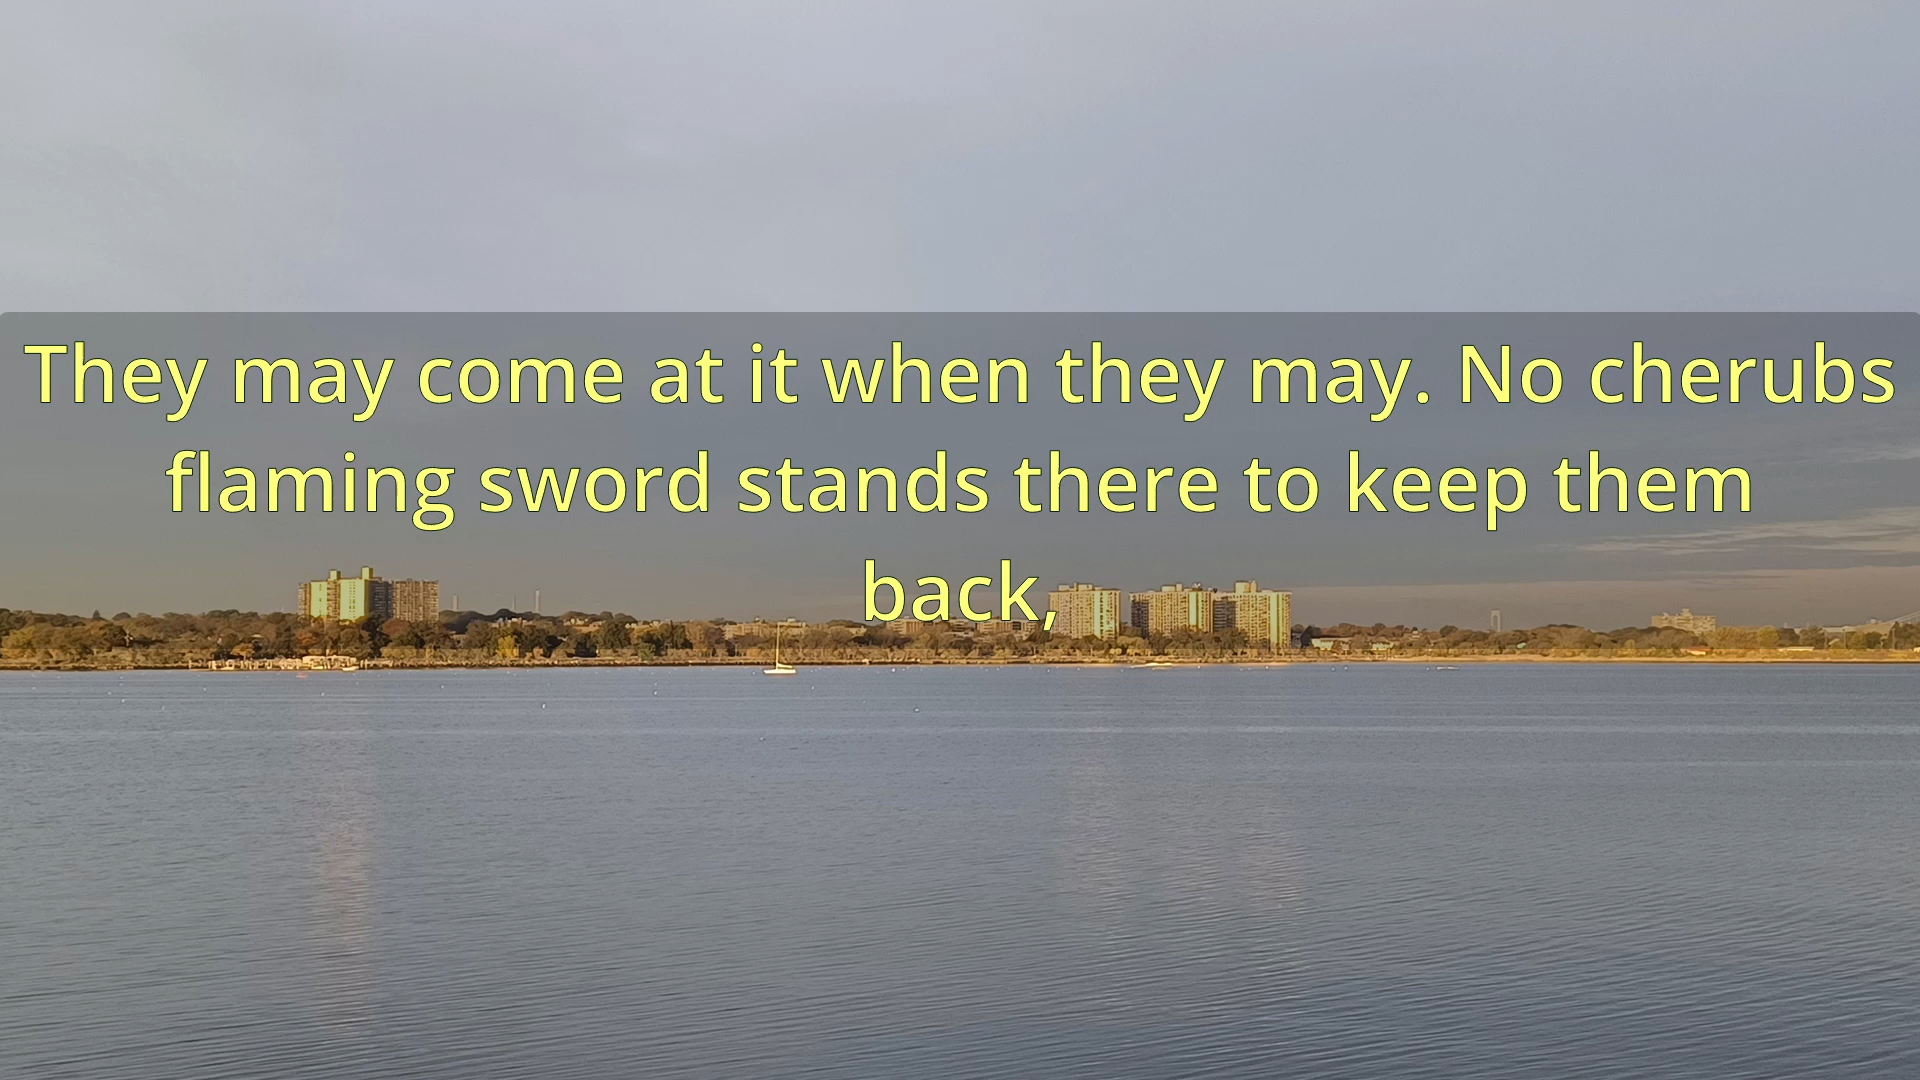 They may come at it when they may. No cherubs
flaming sword stands there to keep them
back,